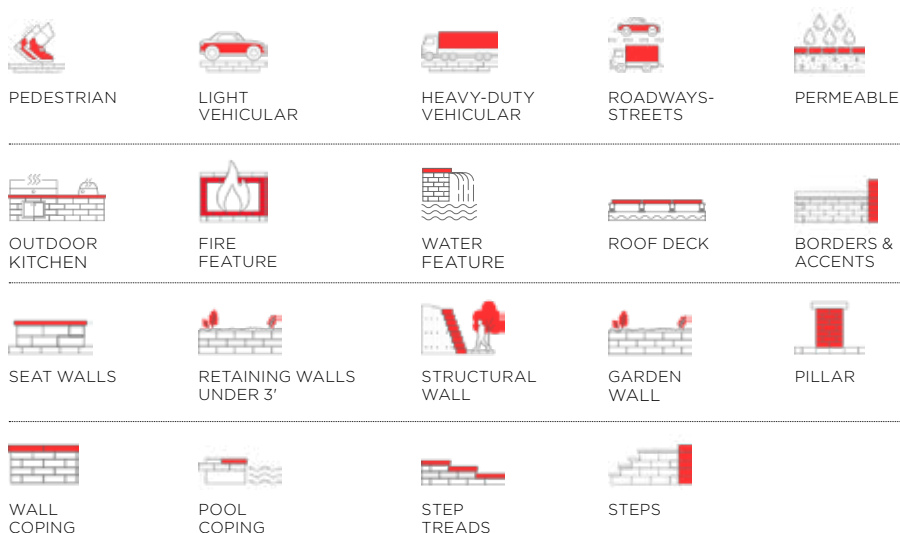 PEDESTRIAN
LIGHT
VEHICULAR
HEAVY-DUTY
VEHICULAR
ROADWAYS-
STREETS
PERMEABLE
OUTDOOR
KITCHEN
FIRE
FEATURE
WATER
FEATURE
ROOF DECK
BORDERS &
ACCENTS
SEAT WALLS
RETAINING WALLS
UNDER 3'
STRUCTURAL
WALL
GARDEN
WALL
PILLAR
WALL
COPING
POOL
COPING
STEP
TREADS
STEPS